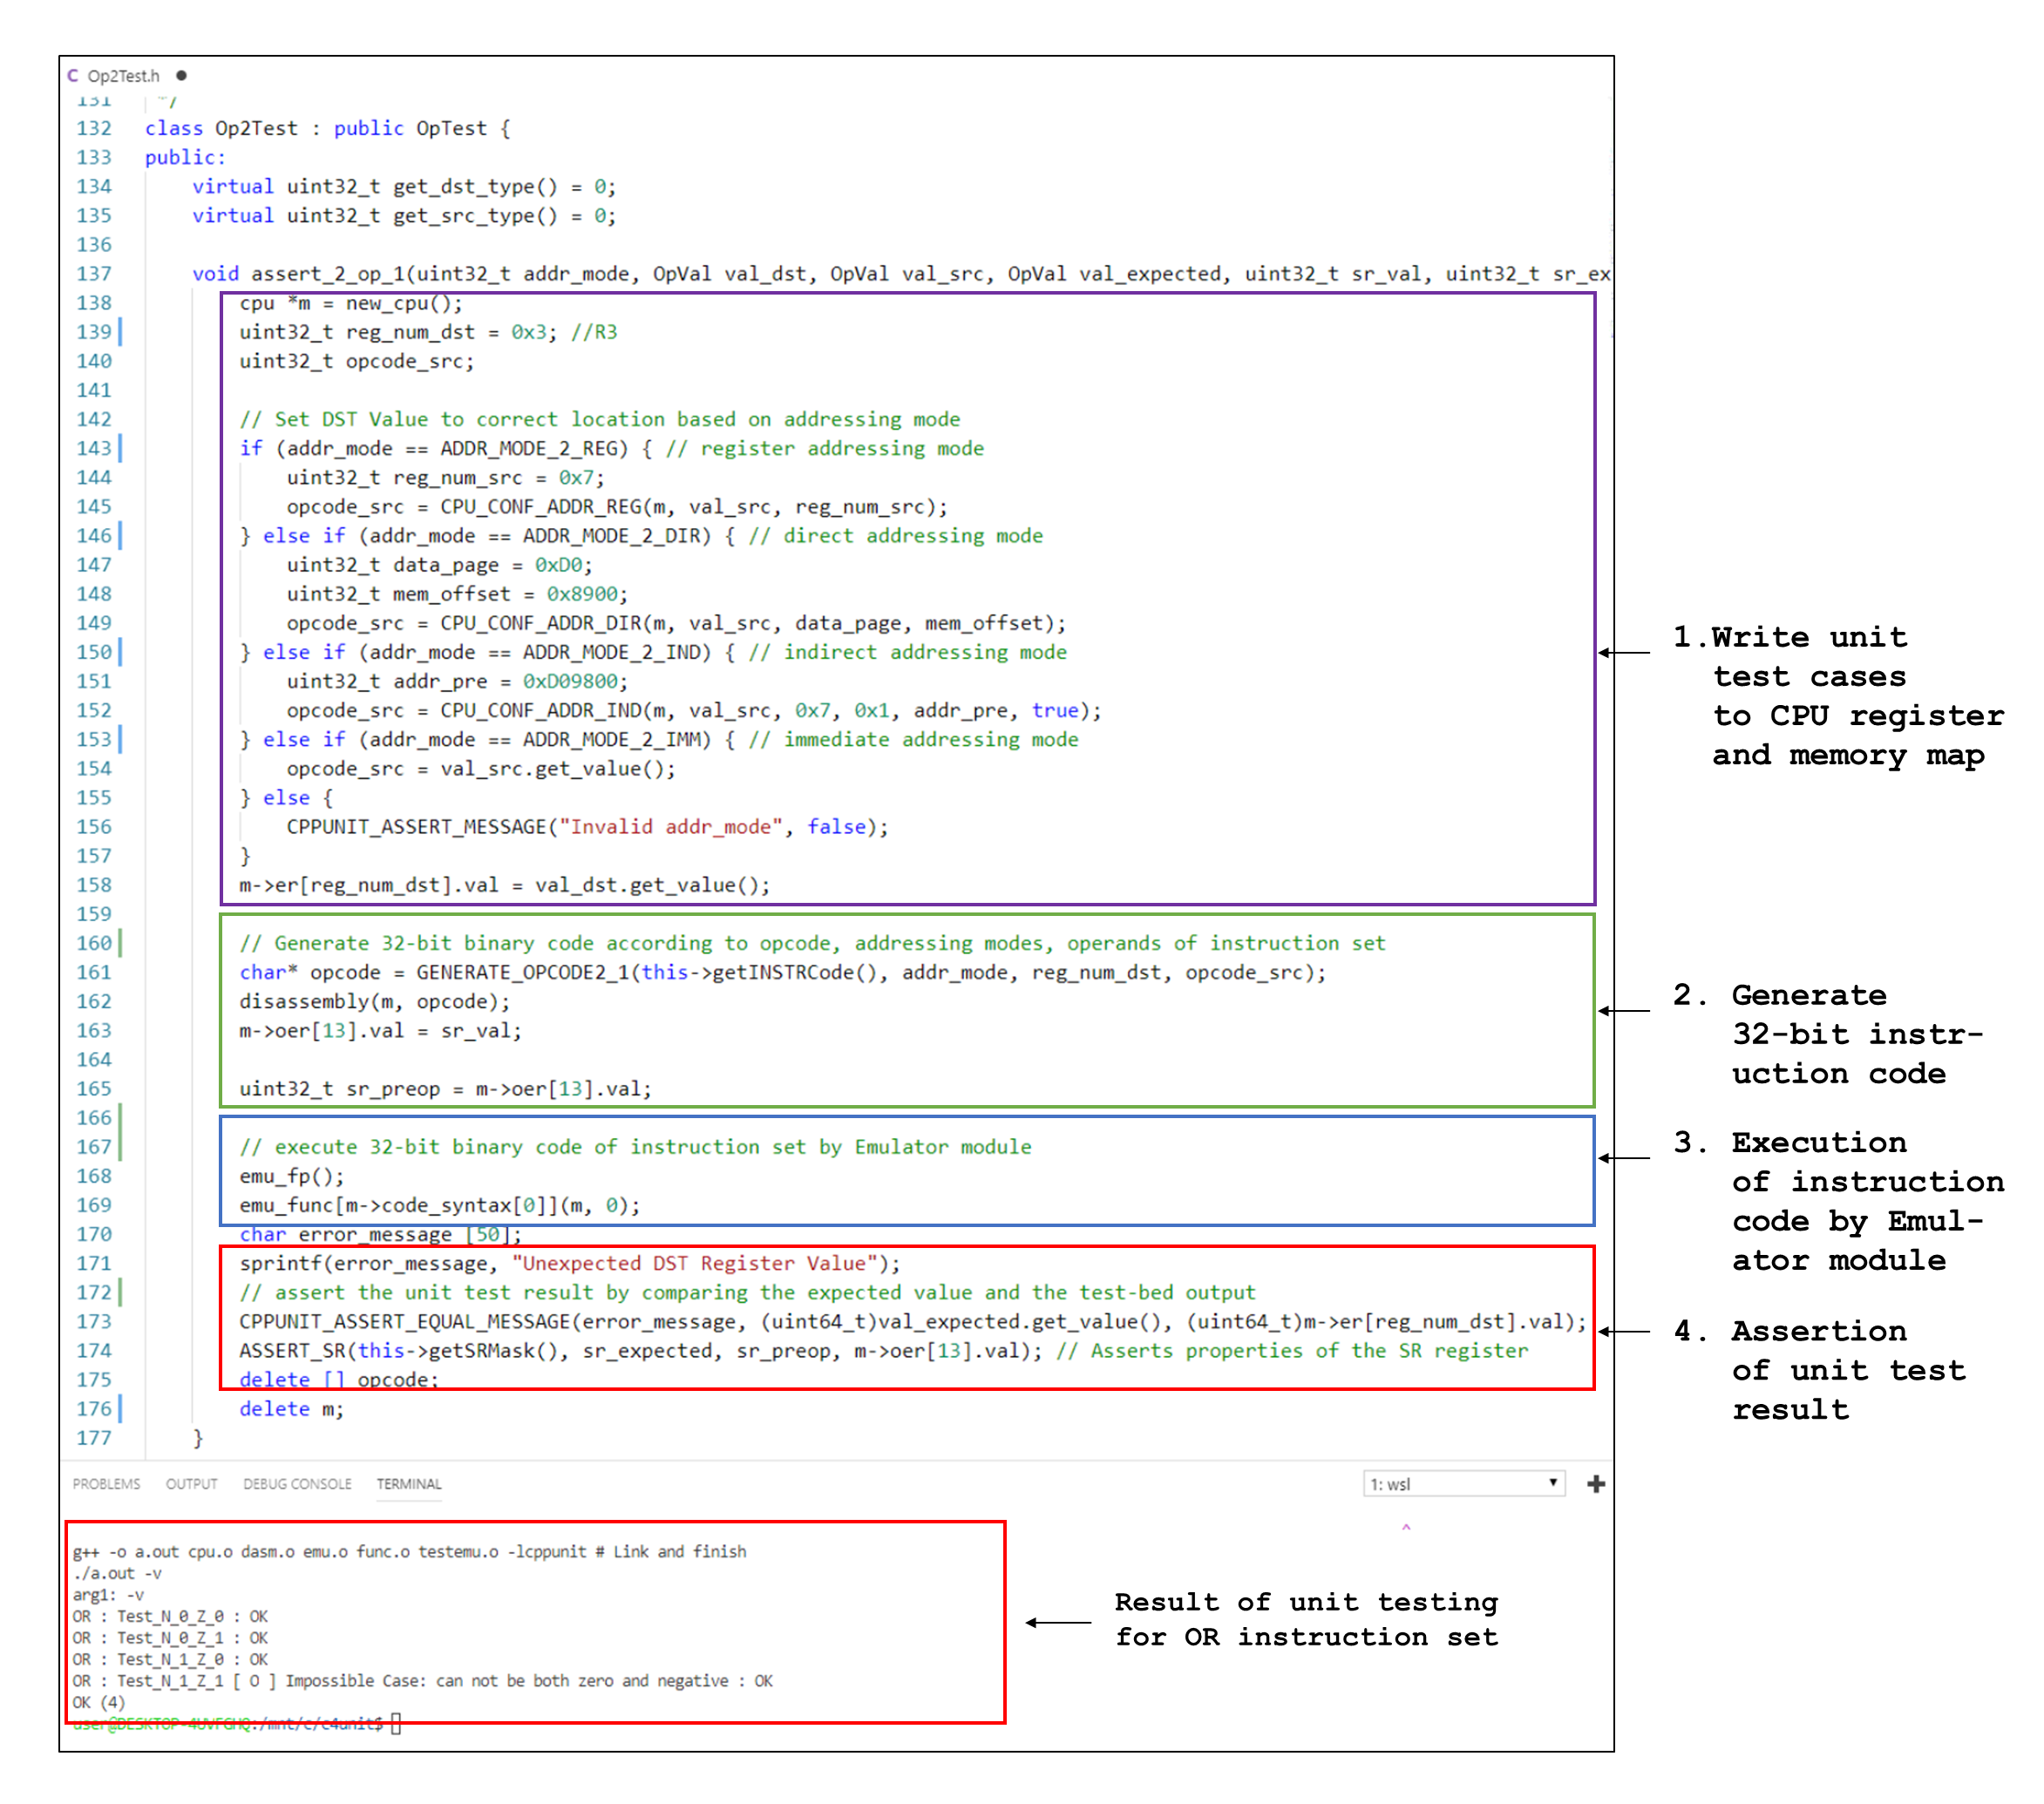 C Op2Test.h ●
131 */
132 class Op2Test : public OpTest {
133 public:
134 virtual uint32_t get_dst_type() = 0;
135 virtual uint32_t get_src_type() = 0;
136
137 void assert_2_op_1(uint32_t addr_mode, OpVal val_dst, OpVal val_src, OpVal val_expected, uint32_t sr_val, uint32_t sr_ex
138 cpu *m = new_cpu();
139 uint32_t reg_num_dst = 0x3; //R3
140 uint32_t opcode_src;
141
142 // Set DST Value to correct location based on addressing mode
143 if (addr_mode == ADDR_MODE_2_REG) { // register addressing mode
144 uint32_t reg_num_src = 0x7;
145 opcode_src = CPU_CONF_ADDR_REG(m, val_src, reg_num_src);
146 } else if (addr_mode == ADDR_MODE_2_DIR) { // direct addressing mode
147 uint32_t data_page = 0xD0;
148 uint32_t mem_offset = 0x8900;
149 opcode_src = CPU_CONF_ADDR_DIR(m, val_src, data_page, mem_offset);
150 } else if (addr_mode == ADDR_MODE_2_IND) { // indirect addressing mode
151 uint32_t addr_pre = 0xD09800;
152 opcode_src = CPU_CONF_ADDR_IND(m, val_src, 0x7, 0x1, addr_pre, true);
153 } else if (addr_mode == ADDR_MODE_2_IMM) { // immediate addressing mode
154 opcode_src = val_src.get_value();
155 } else {
156 CPPUNIT_ASSERT_MESSAGE("Invalid addr_mode", false);
157 }
158 m->er[reg_num_dst].val = val_dst.get_value();
159
160 // Generate 32-bit binary code according to opcode, addressing modes, operands of instruction set
161 char* opcode = GENERATE_OPCODE2_1(this->getINSTRCode(), addr_mode, reg_num_dst, opcode_src);
162 disassembly(m, opcode);
163 m->oer[13].val = sr_val;
164
165 uint32_t sr_preop = m->oer[13].val;
166
167 // execute 32-bit binary code of instruction set by Emulator module
168 emu_fp();
169 emu_func[m->code_syntax[0]](m, 0);
170 char error_message [50];
171 sprintf(error_message, "Unexpected DST Register Value");
172 // assert the unit test result by comparing the expected value and the test-bed output
173 CPPUNIT_ASSERT_EQUAL_MESSAGE(error_message, (uint64_t)val_expected.get_value(), (uint64_t)m->er[reg_num_dst].val);
174 ASSERT_SR(this->getSRMask(), sr_expected, sr_preop, m->oer[13].val); // Asserts properties of the SR register
175 delete [] opcode;
176 delete m;
177 }
1.Write unit
test cases
to CPU register
and memory map
2. Generate
32-bit instr-
uction code
3. Execution
of instruction
code by Emul-
ator module
4. Assertion
of unit test
result
PROBLEMS OUTPUT DEBUG CONSOLE TERMINAL 1: wsl
^
g++ -o a.out cpu.o dasm.o emu.o func.o testemu.o -lcppunit # Link and finish
./a.out -v
arg1: -v
OR : Test_N_0_Z_0 : OK
OR : Test_N_0_Z_1 : OK
OR : Test_N_1_Z_0 : OK
OR : Test_N_1_Z_1 [ O ] Impossible Case: can not be both zero and negative : OK
OK (4)
user@DESKTOP-4UVFGHQ:/mnt/c/c4unit$
Result of unit testing
for OR instruction set